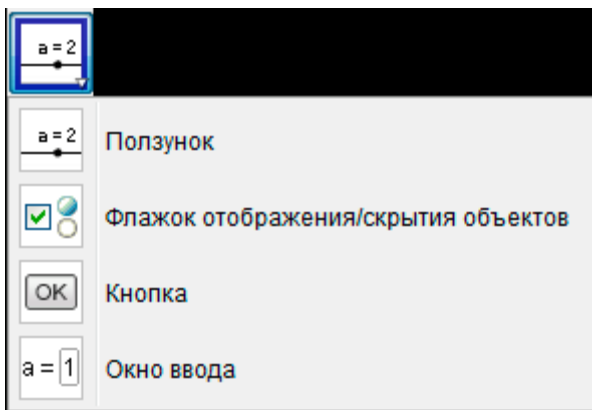 a = 2
a = 2
Ползунок
Флажок отображения/скрытия объектов
OK
Кнопка
a = 1
Окно ввода